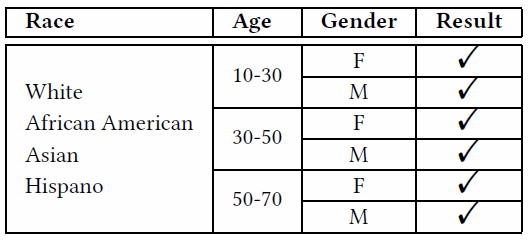 Race Age Gender Result
White
African American
Asian
Hispano
10-30 F ✓
M ✓
30-50 F ✓
M ✓
50-70 F ✓
M ✓